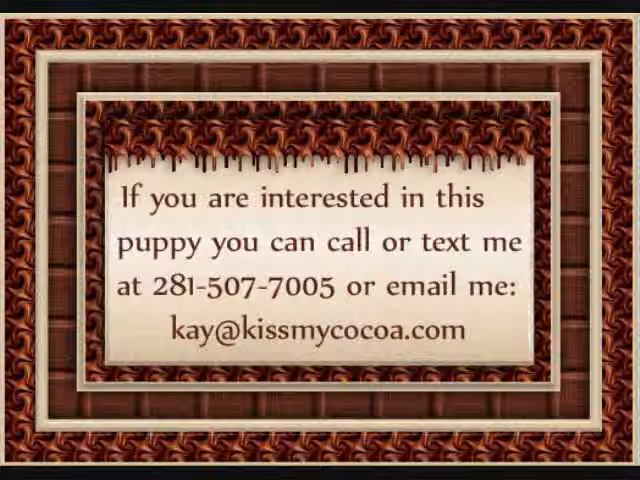 If you are interested in this
puppy you can call or text me
at 281-507-7005 or email me:
kay@kissmycocoa.com